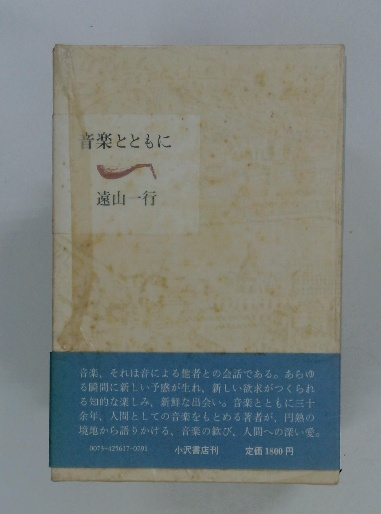 音楽とともに
遠山一行
音楽、それは音による他者との会話である。あらゆ
る瞬間に新しい予感が生れ、新しい欲求がつくられ
る知的な楽しみ、新鮮な出会い。音楽とともに三十
余年、人間としての音楽をもとめる著者が、円熟の
境地から語りかける、音楽の歓び、人間への深い愛。
0073-425617-0701 小沢書店刊 定価1800円